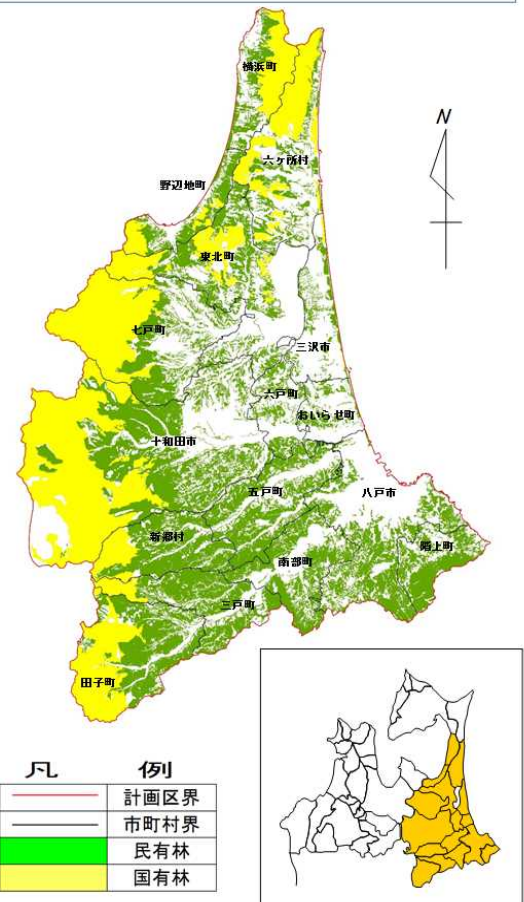 横浜町
N
六ヶ所村
野辺地町
東北町
七戸町
三沢市
六戸町
おいらせ町
十和田市
五戸町
八戸市
新郷村
階上町
南部町
三戸町
田子町
凡 例
計画区界
市町村界
民有林
国有林